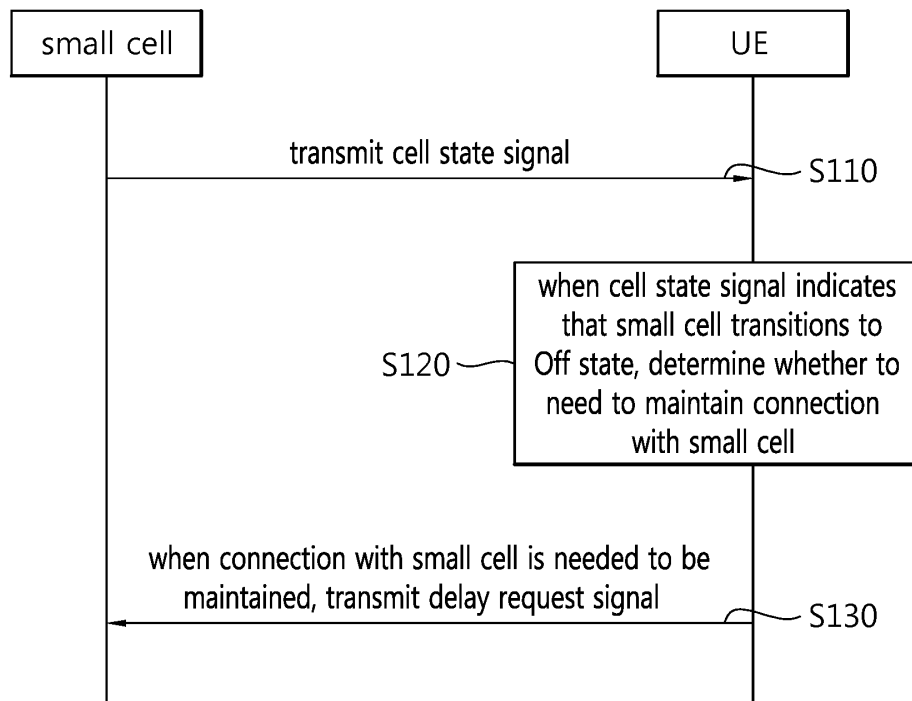 small cell
UE
transmit cell state signal
S110
when cell state signal indicates
that small cell transitions to
Off state, determine whether to
need to maintain connection
with small cell
S120
when connection with small cell is needed to be
maintained, transmit delay request signal
S130